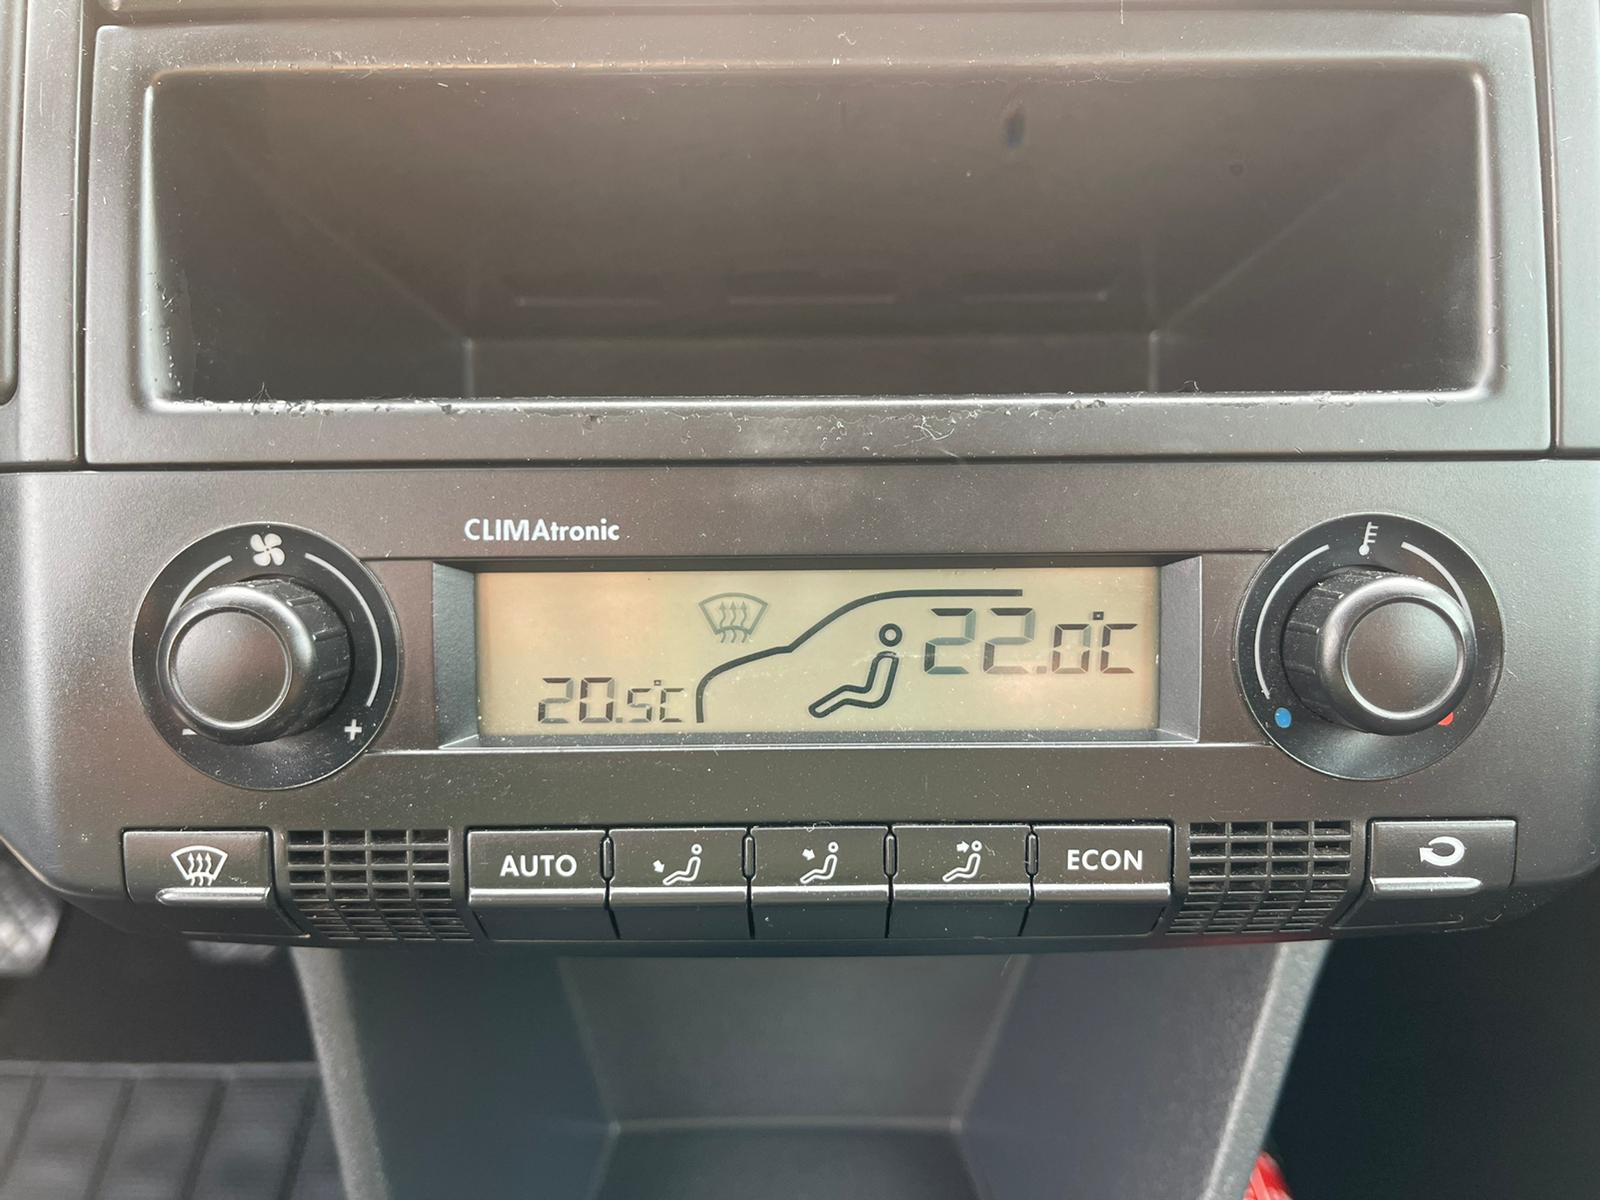 CLIMAtronic
22.0°C
20.5°C
- +
AUTO
ECON